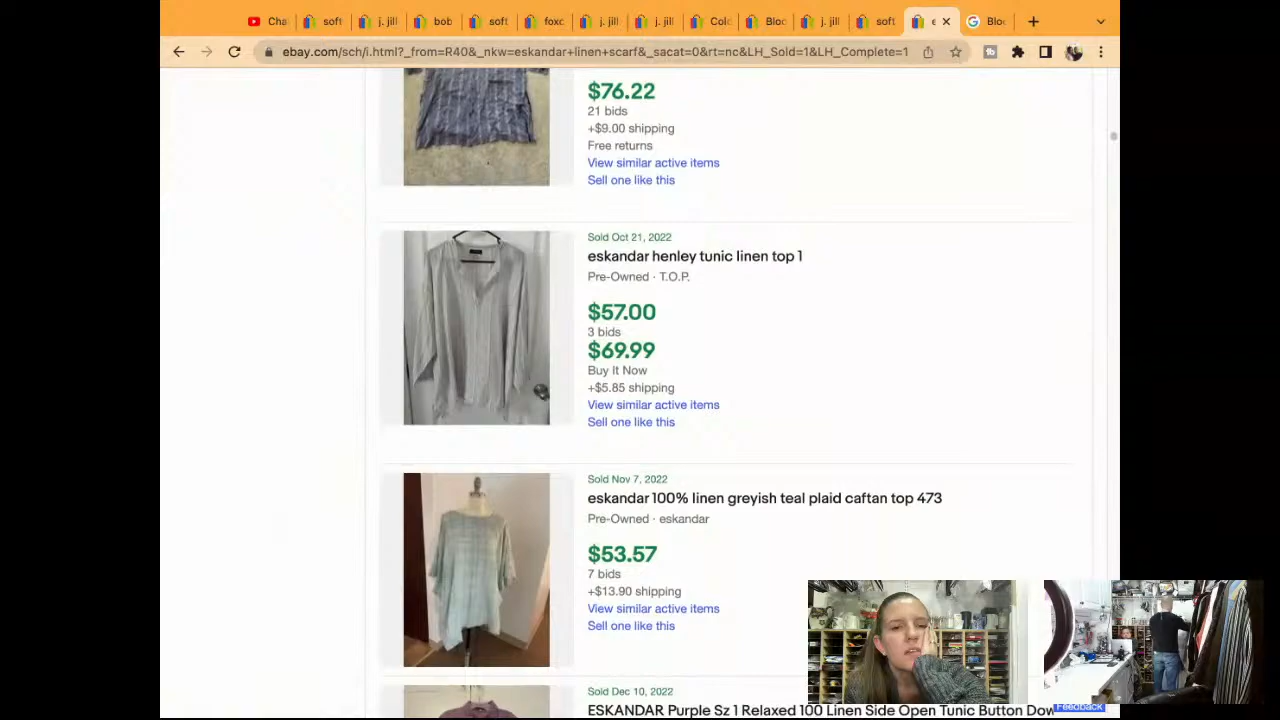 Cha
soft
j. jill
bob
soft
foxc
j. jill
j. jill
Cold
Bloc
j. jill
soft
e
Bloc
ebay.com/sch/i.html?_from=R40&_nkw=eskandar+linen+scarf&_sacat=0&rt=nc&LH_Sold=1&LH_Complete=1
$76.22
21 bids
+$9.00 shipping
Free returns
View similar active items
Sell one like this
Sold Oct 21, 2022
eskandar henley tunic linen top 1
Pre-Owned · T.O.P.
$57.00
3 bids
$69.99
Buy It Now
+$5.85 shipping
View similar active items
Sell one like this
Sold Nov 7, 2022
eskandar 100% linen greyish teal plaid caftan top 473
Pre-Owned · eskandar
$53.57
7 bids
+$13.90 shipping
View similar active items
Sell one like this
Sold Dec 10, 2022
ESKANDAR Purple Sz 1 Relaxed 100 Linen Side Open Tunic Button Dow
Feedback